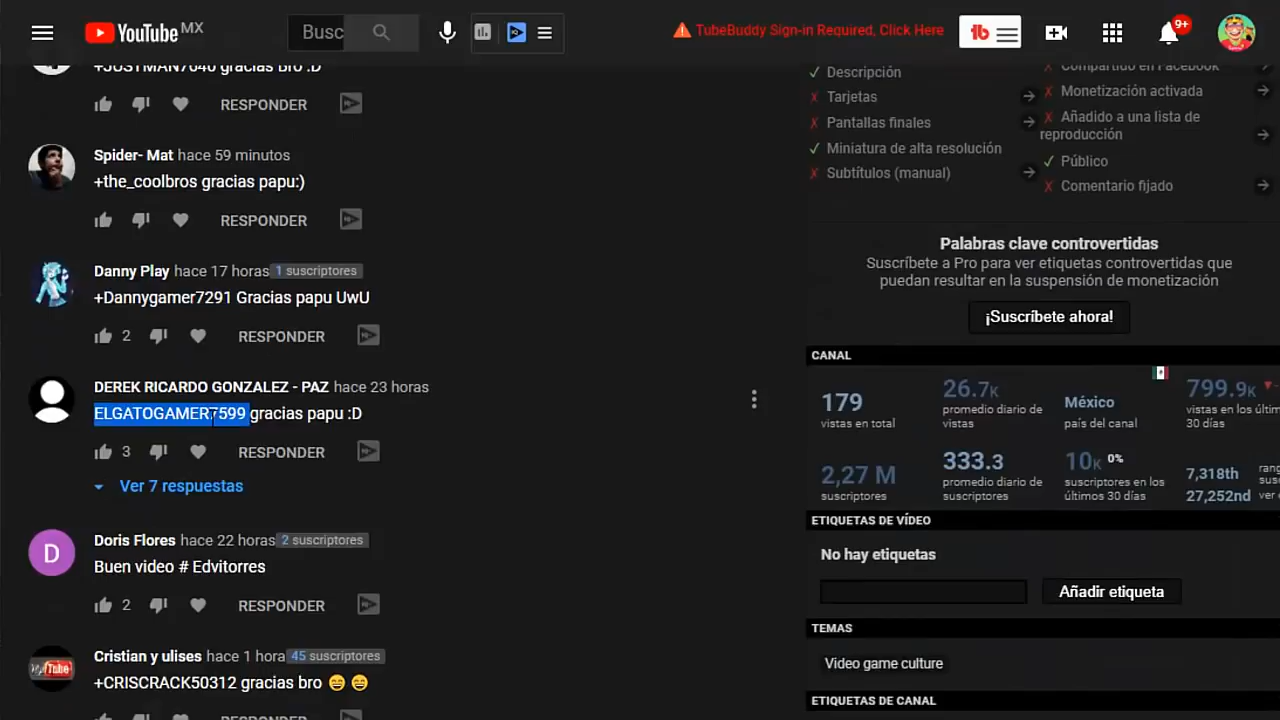 YouTube MX
Busc
TubeBuddy Sign-in Required, Click Here
tb
9+
+JUSTMAN7640 gracias Bro :D
RESPONDER
Spider- Mat hace 59 minutos
+the_coolbros gracias papu:)
RESPONDER
Danny Play hace 17 horas 1 suscriptores
+Dannygamer7291 Gracias papu UwU
2 RESPONDER
DEREK RICARDO GONZALEZ - PAZ hace 23 horas
ELGATOGAMER7599 gracias papu :D
3 RESPONDER
Ver 7 respuestas
D
Doris Flores hace 22 horas 2 suscriptores
Buen video # Edvitorres
2 RESPONDER
Cristian y ulises hace 1 hora 45 suscriptores
+CRISCRACK50312 gracias bro 😁😁
RESPONDER
✓ Descripción
✗ Tarjetas
✗ Pantallas finales
✓ Miniatura de alta resolución
✗ Subtítulos (manual)
✗ Compartido en Facebook
✗ Monetización activada
✗ Añadido a una lista de
reproducción
✓ Público
✗ Comentario fijado
Palabras clave controvertidas
Suscríbete a Pro para ver etiquetas controvertidas que
puedan resultar en la suspensión de monetización
¡Suscríbete ahora!
CANAL
179
vistas en total
26.7K
promedio diario de
vistas
México
país del canal
799.9K
vistas en los últim
30 días
2,27 M
suscriptores
333.3
promedio diario de
suscriptores
10K 0%
suscriptores en los
últimos 30 días
7,318th
27,252nd
rang
sus
ver
ETIQUETAS DE VÍDEO
No hay etiquetas
Añadir etiqueta
TEMAS
Video game culture
ETIQUETAS DE CANAL